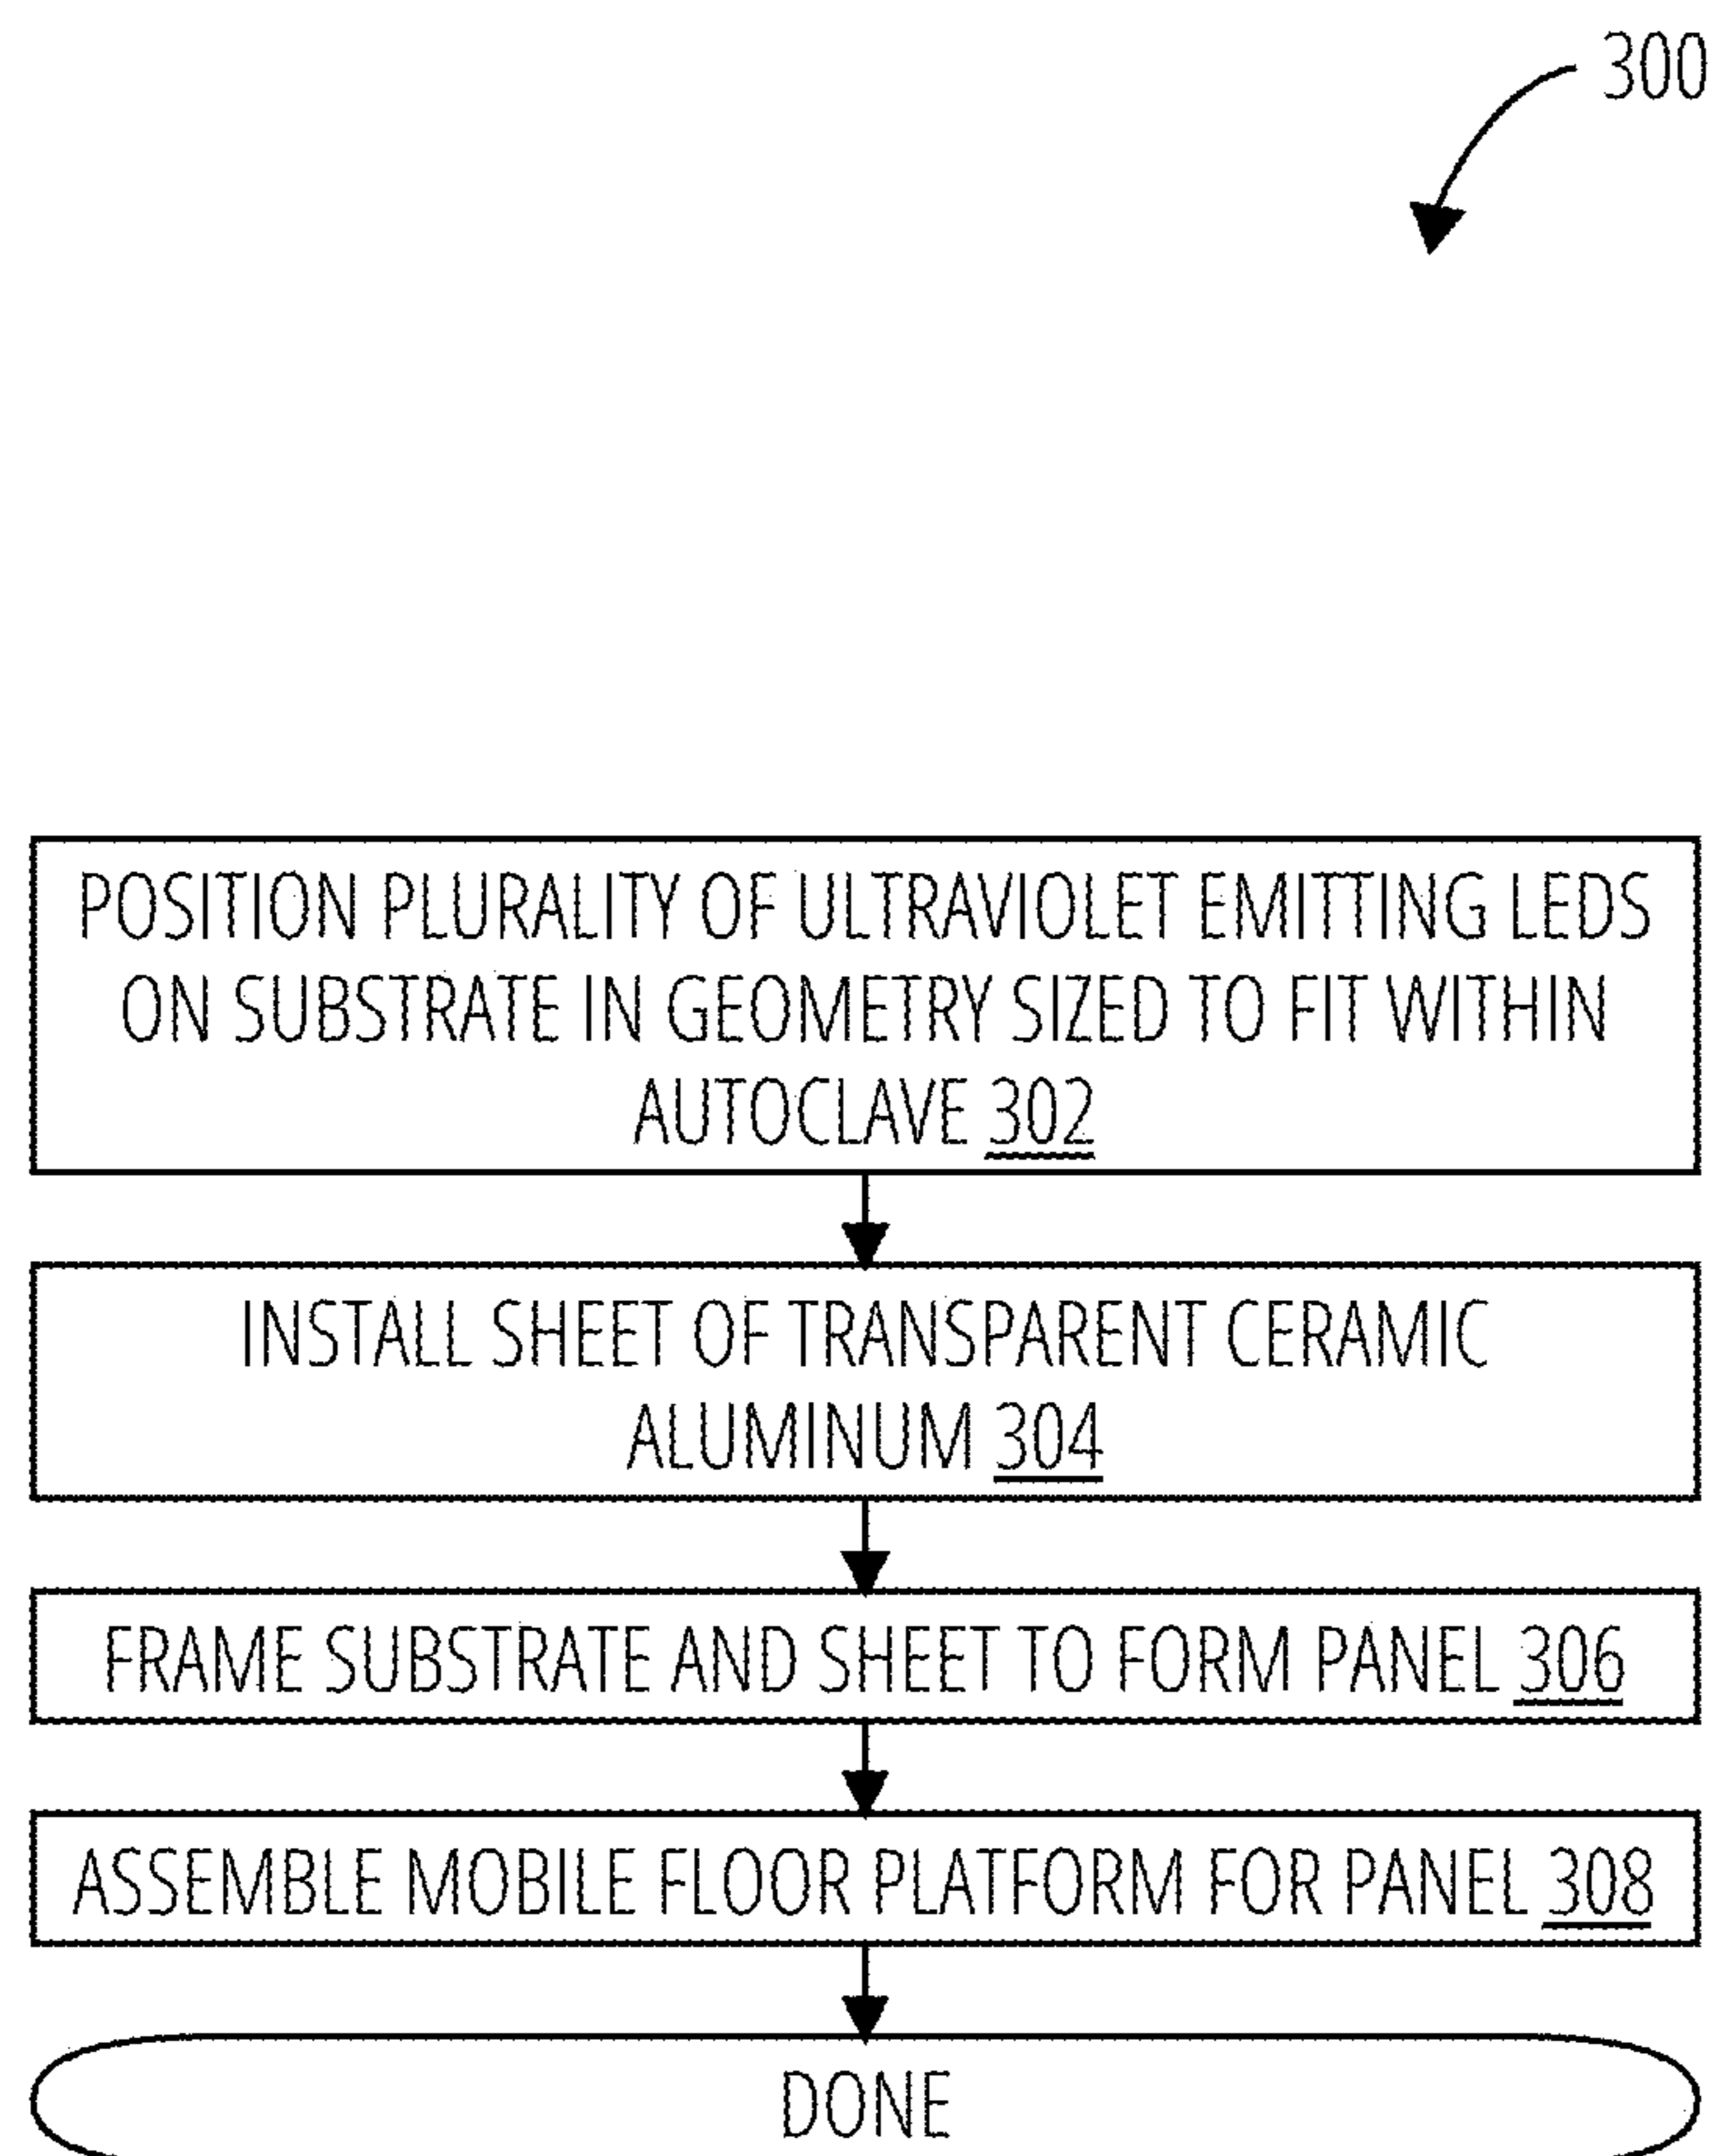 300
POSITION PLURALITY OF ULTRAVIOLET EMITTING LEDS
ON SUBSTRATE IN GEOMETRY SIZED TO FIT WITHIN
AUTOCLAVE 302
INSTALL SHEET OF TRANSPARENT CERAMIC
ALUMINUM 304
FRAME SUBSTRATE AND SHEET TO FORM PANEL 306
ASSEMBLE MOBILE FLOOR PLATFORM FOR PANEL 308
DONE